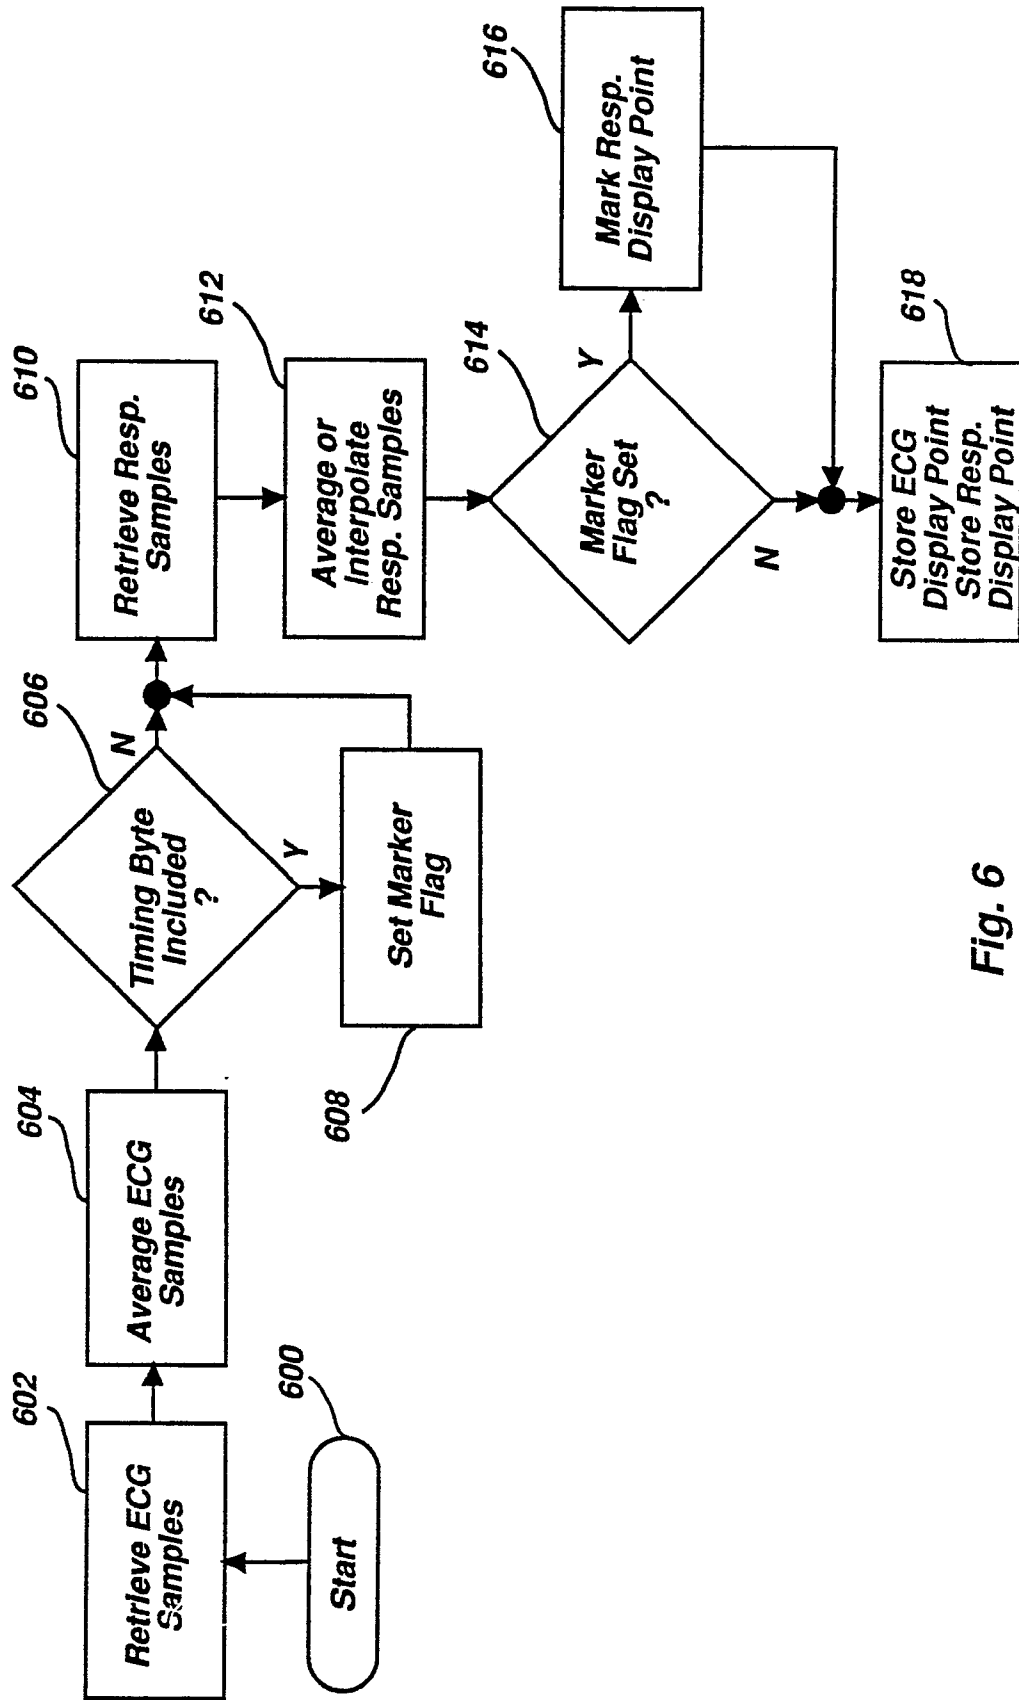 600
Start
602
Retrieve ECG
Samples
604
Average ECG
Samples
606
Timing Byte
Included
?
N
Y
608
Set Marker
Flag
610
Retrieve Resp.
Samples
612
Average or
Interpolate
Resp. Samples
614
Marker
Flag Set
?
Y
N
616
Mark Resp.
Display Point
618
Store ECG
Display Point
Store Resp.
Display Point
Fig. 6